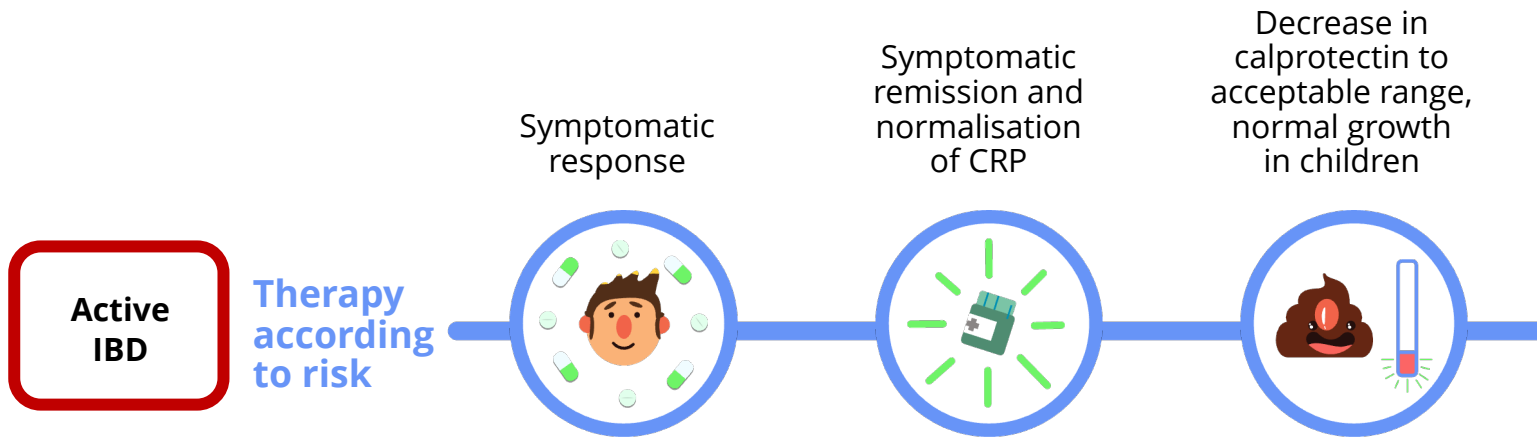 Active
IBD
Therapy
according
to risk
Symptomatic
response
Symptomatic
remission and
normalisation
of CRP
Decrease in
calprotectin to
acceptable range,
normal growth
in children